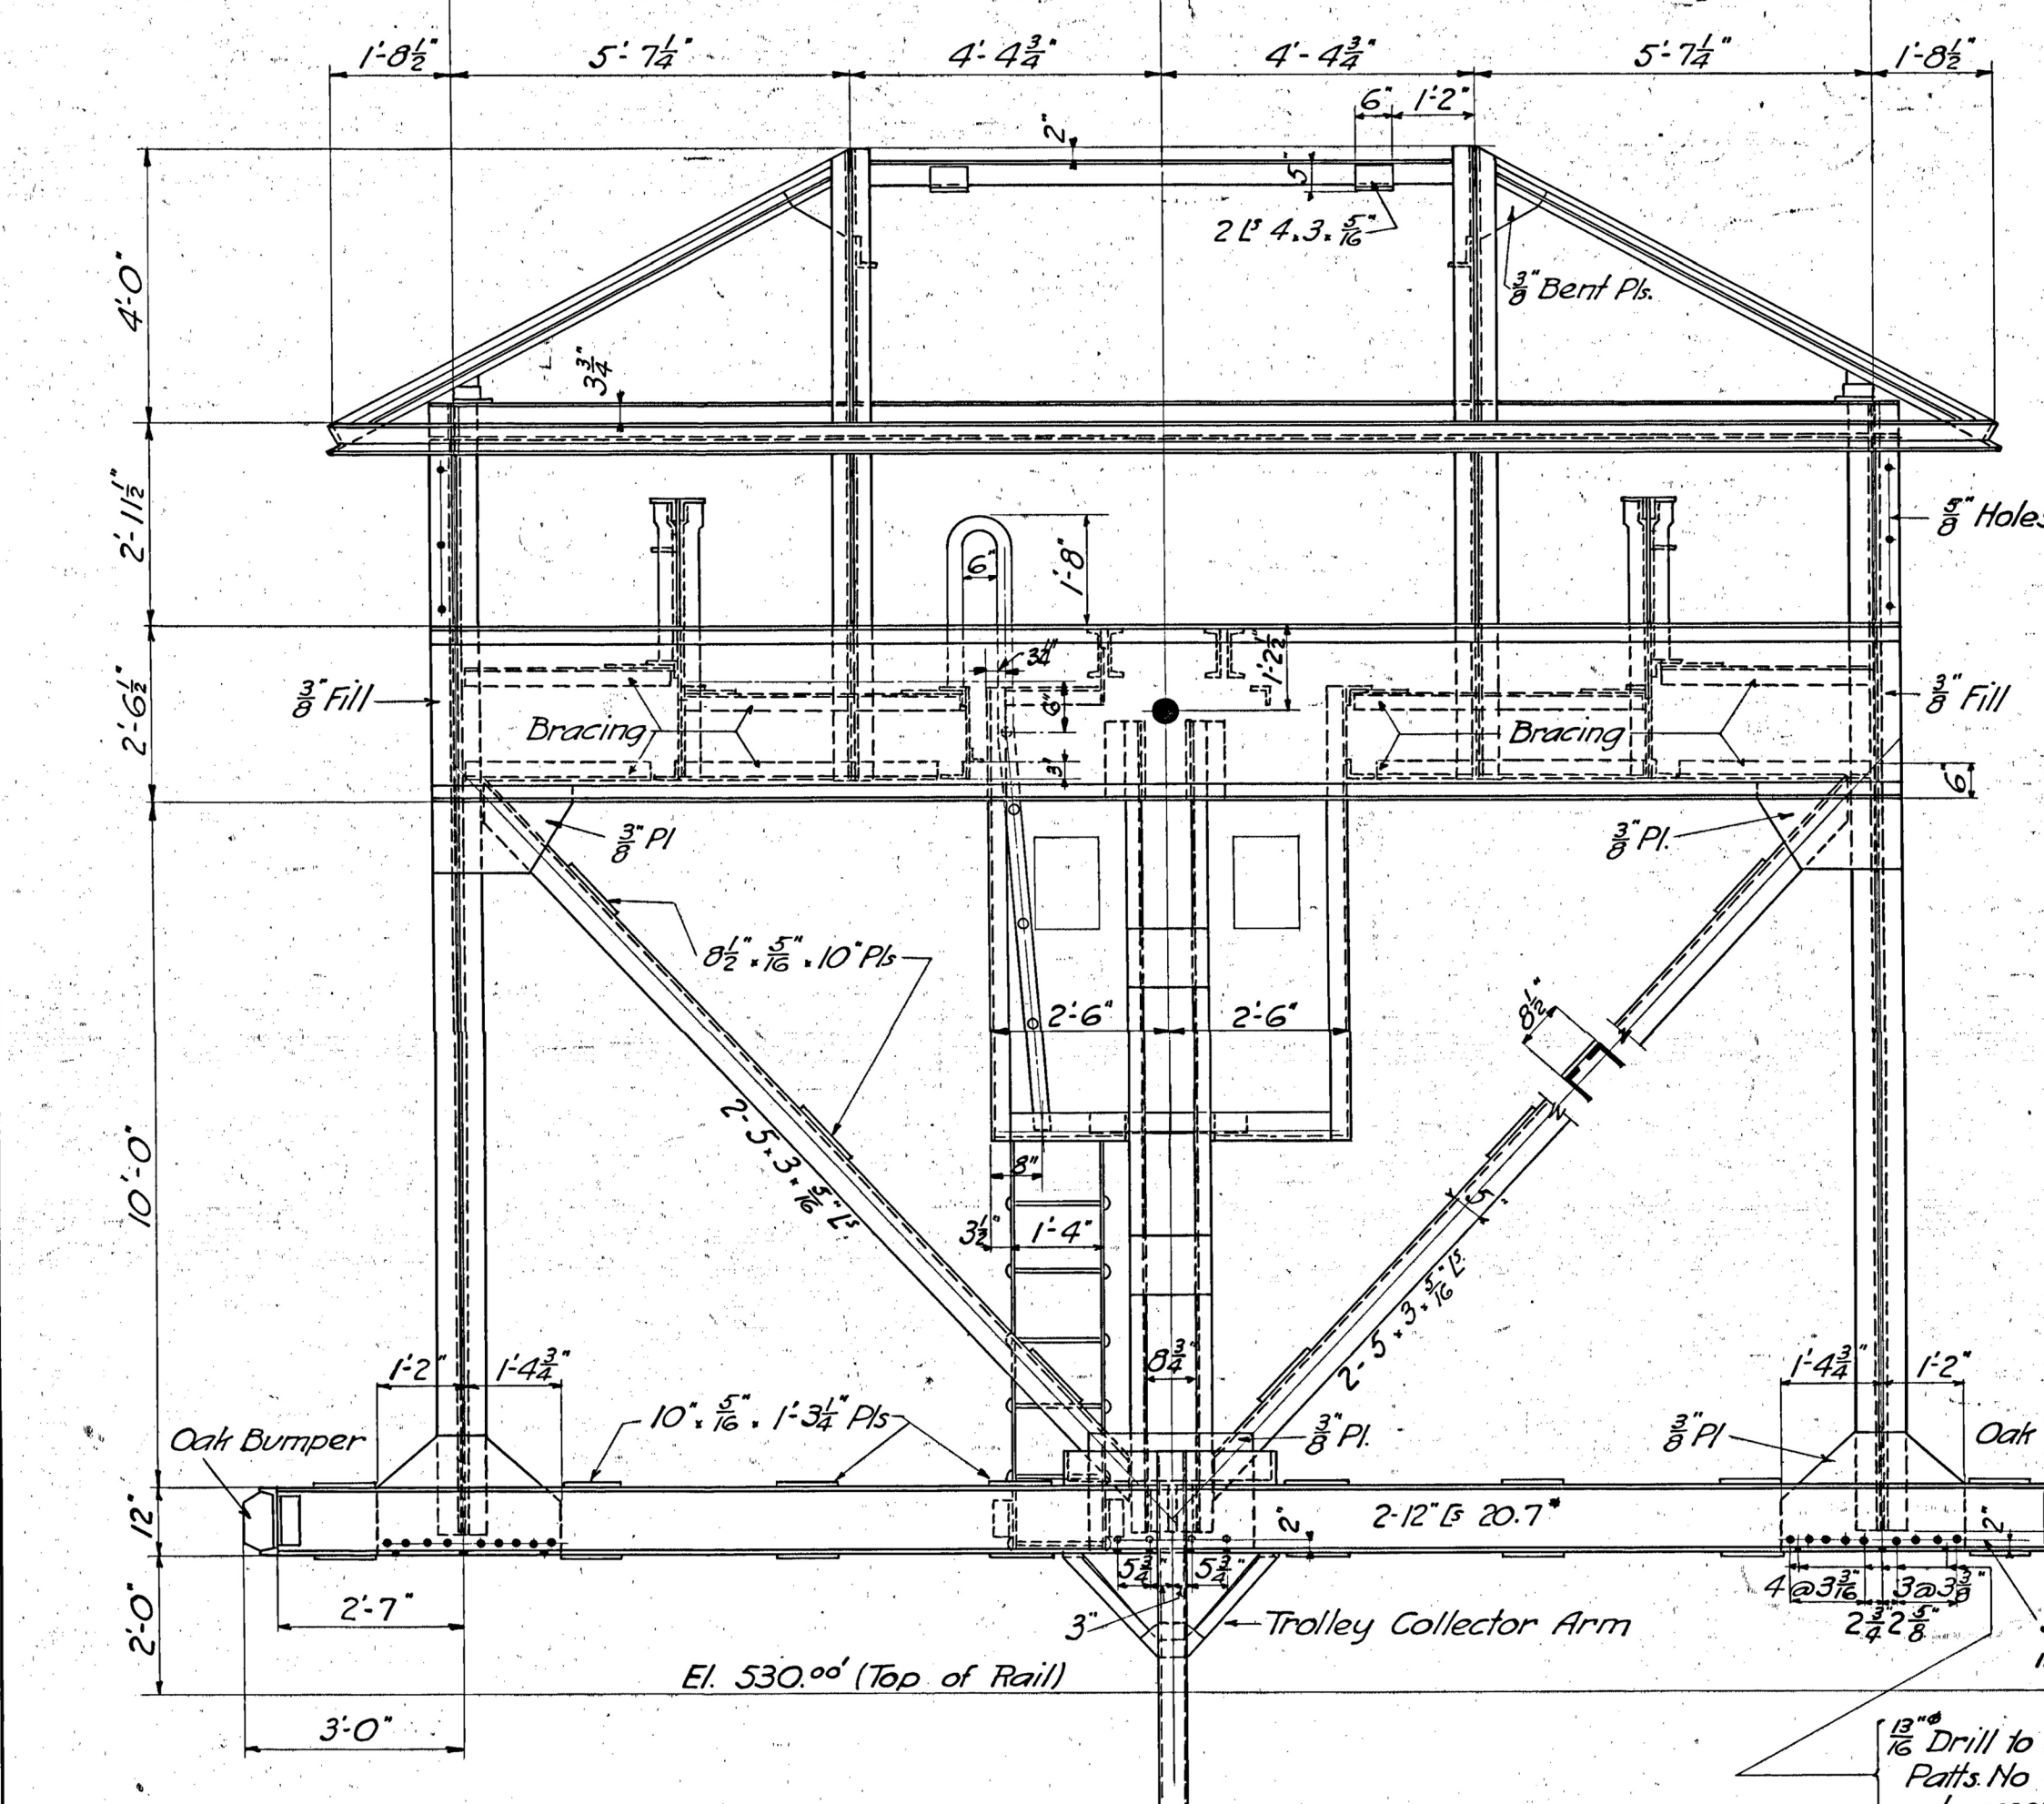 1'-8½" 5'-7¼" 4'-4¾" 4'-4¾" 5'-7¼" 1'-8½"
6" 1'-2"
2"
5"
2 Ls 4×3×5/16"
3/8" Bent Pls.
4'-0"
3¾"
2'-11½"
5/8" Holes
6"
1'-8"
2'-6½"
3¼"
1'-2½"
3/8" Fill
6"
3/8" Fill
Bracing
Bracing
3"
6"
3/8" Pl
3/8" Pl.
8½"×5/16"×10" Pls
2'-6" 2'-6"
8½"
10'-0"
2-5×3×5/16" Ls
8"
5"
3½" 1'-4"
2-5×3×5/16" Ls
8¾"
1'-2" 1'-4¾"
1'-4¾" 1'-2"
10"×5/16"×1'-3¼" Pls
3/8" Pl.
3/8" Pl
Oak Bumper
Oak
12"
2-12" [s 20.7#
2"
2"
5¾" 5¾"
4@3 3/16" 3@3 3/8"
2¾" 2 5/8"
2'-0"
2'-7"
3"
Trolley Collector Arm
El. 530.00' (Top of Rail)
3'-0"
13/16"ø Drill to
Patts. No